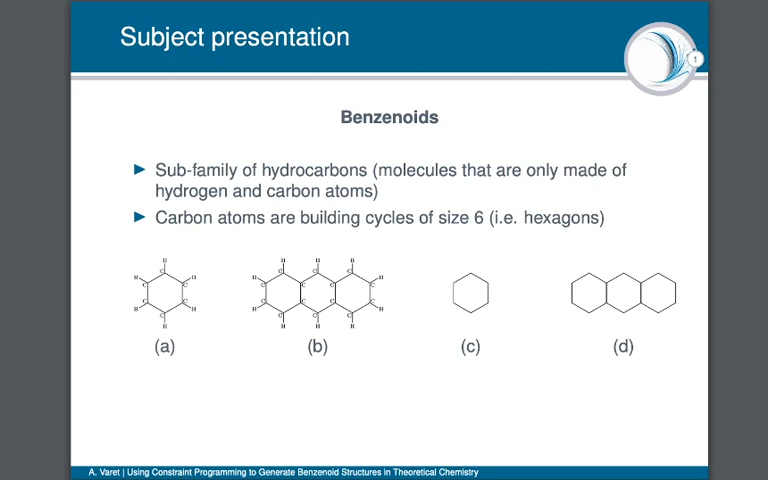 Subject presentation
1
Benzenoids
Sub-family of hydrocarbons (molecules that are only made of
hydrogen and carbon atoms)
Carbon atoms are building cycles of size 6 (i.e. hexagons)
H H H H
C C C C
H H H H
C C C C C C
C C C C C C
H H H H
C C C C
H H H H
(a) (b) (c) (d)
A. Varet | Using Constraint Programming to Generate Benzenoid Structures in Theoretical Chemistry